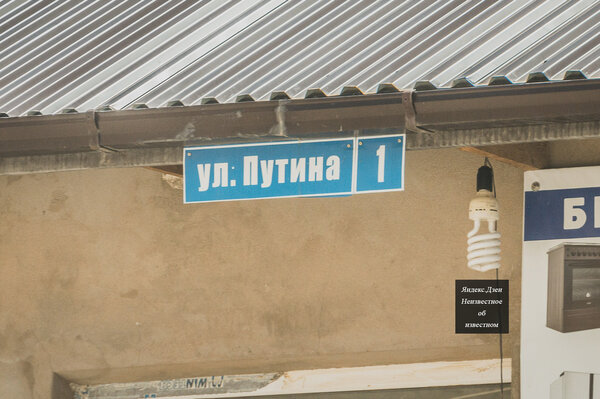 ул. Путина 1
Б
Яндекс.Дзен
Неизвестное
об
известном